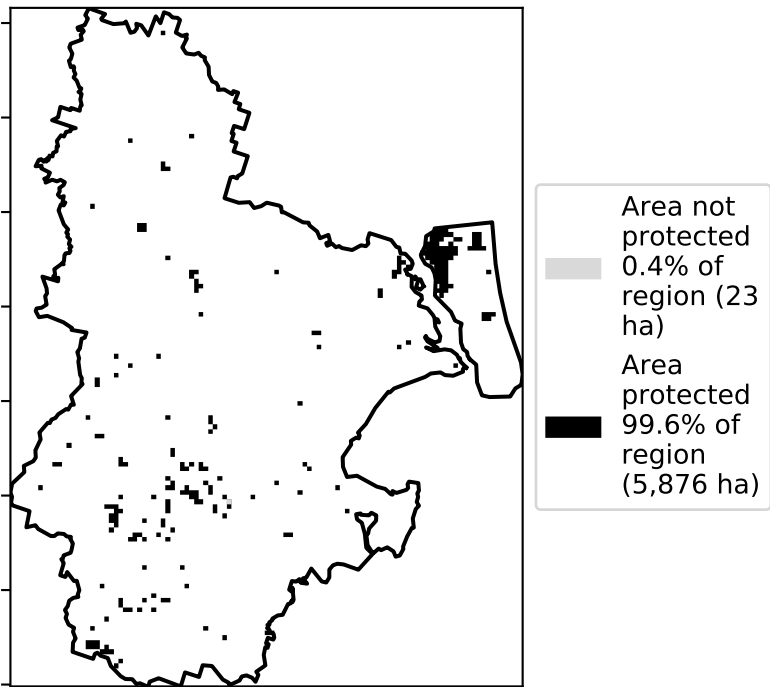 Area not
protected
0.4% of
region (23
ha)
Area
protected
99.6% of
region
(5,876 ha)